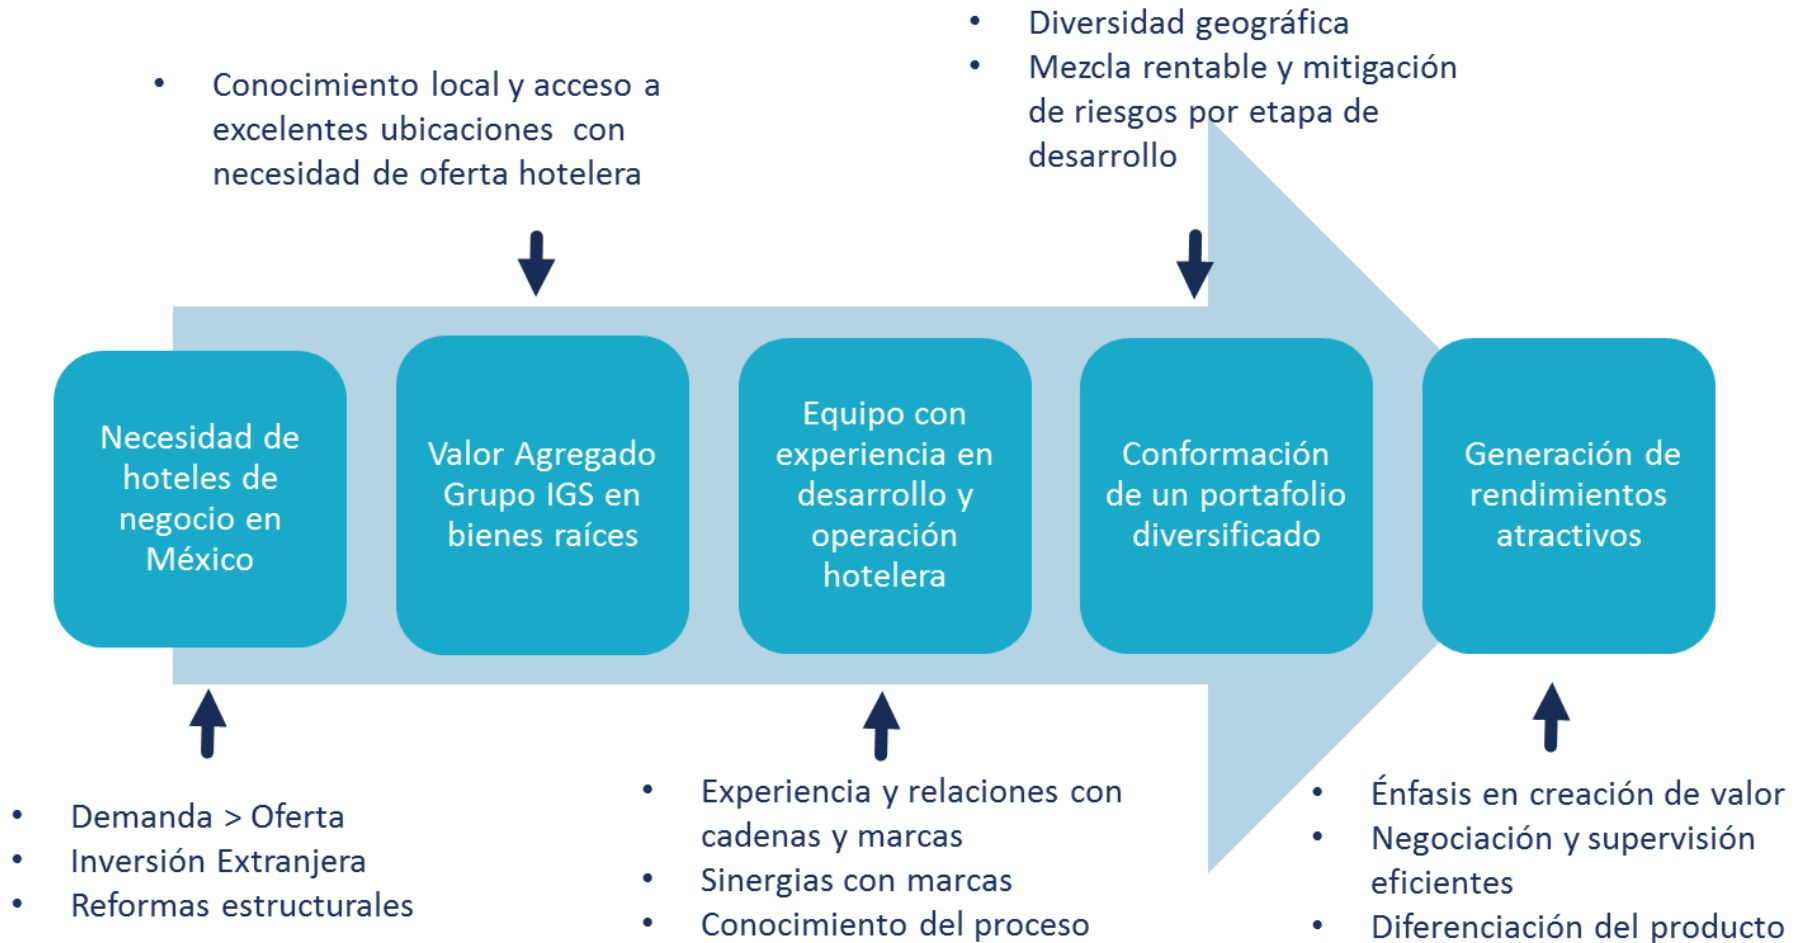 • Diversidad geográfica
• Mezcla rentable y mitigación
de riesgos por etapa de
desarrollo
• Conocimiento local y acceso a
excelentes ubicaciones con
necesidad de oferta hotelera
Necesidad de
hoteles de
negocio en
México
Valor Agregado
Grupo IGS en
bienes raíces
Equipo con
experiencia en
desarrollo y
operación
hotelera
Conformación
de un portafolio
diversificado
Generación de
rendimientos
atractivos
• Demanda > Oferta
• Inversión Extranjera
• Reformas estructurales
• Experiencia y relaciones con
cadenas y marcas
• Sinergias con marcas
• Conocimiento del proceso
• Énfasis en creación de valor
• Negociación y supervisión
eficientes
• Diferenciación del producto